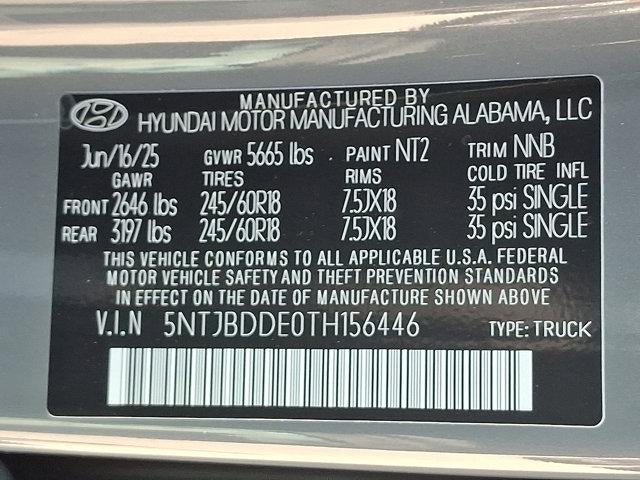 MANUFACTURED BY
HYUNDAI MOTOR MANUFACTURING ALABAMA, LLC
Jun/16/25 GVWR 5665 lbs PAINT NT2 TRIM NNB
GAWR TIRES RIMS COLD TIRE INFL
FRONT 2646 lbs 245/60R18 7.5JX18 35 psi SINGLE
REAR 3197 lbs 245/60R18 7.5JX18 35 psi SINGLE
THIS VEHICLE CONFORMS TO ALL APPLICABLE U.S.A. FEDERAL
MOTOR VEHICLE SAFETY AND THEFT PREVENTION STANDARDS
IN EFFECT ON THE DATE OF MANUFACTURE SHOWN ABOVE
V.I.N 5NTJBDDE0TH156446 TYPE: TRUCK